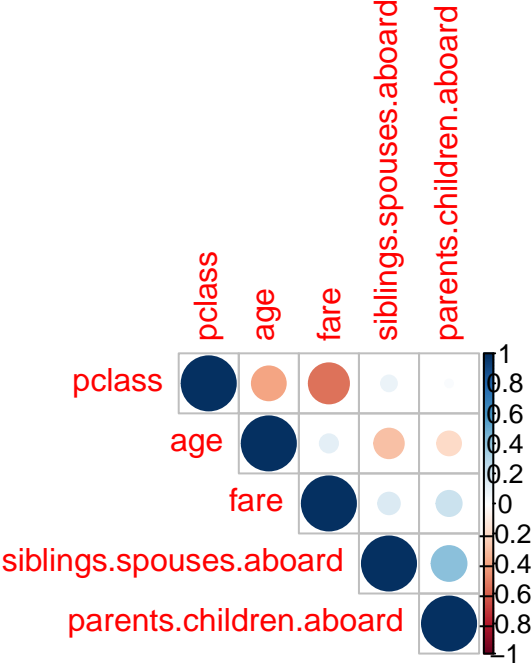 pclass
age
fare
siblings.spouses.aboard
parents.children.aboard
pclass
age
fare
siblings.spouses.aboard
parents.children.aboard
1
0.8
0.6
0.4
0.2
0
-0.2
-0.4
-0.6
-0.8
-1